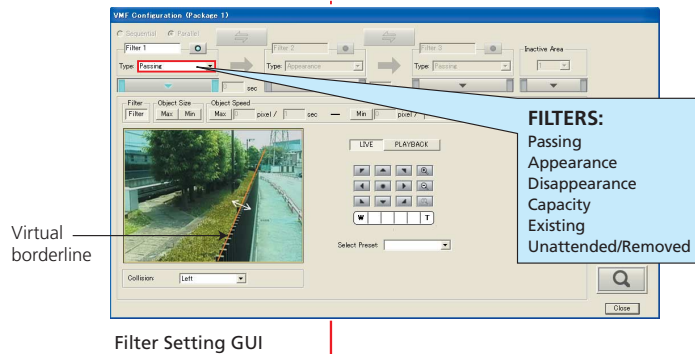 VMF Configuration (Package 1)
Sequential Parallel
Filter 1
Filter 2
Filter 3
Inactive Area
Type: Passing
Type: Appearance
Type: Passing
1
sec
Filter
Object Size
Object Speed
Filter
Max
Min
Max
pixel /
sec
—
Min
pixel /
FILTERS:
Passing
Appearance
Disappearance
Capacity
Existing
Unattended/Removed
LIVE
PLAYBACK
W
T
Select Preset:
Virtual
borderline
Collision:
Left
Close
Filter Setting GUI